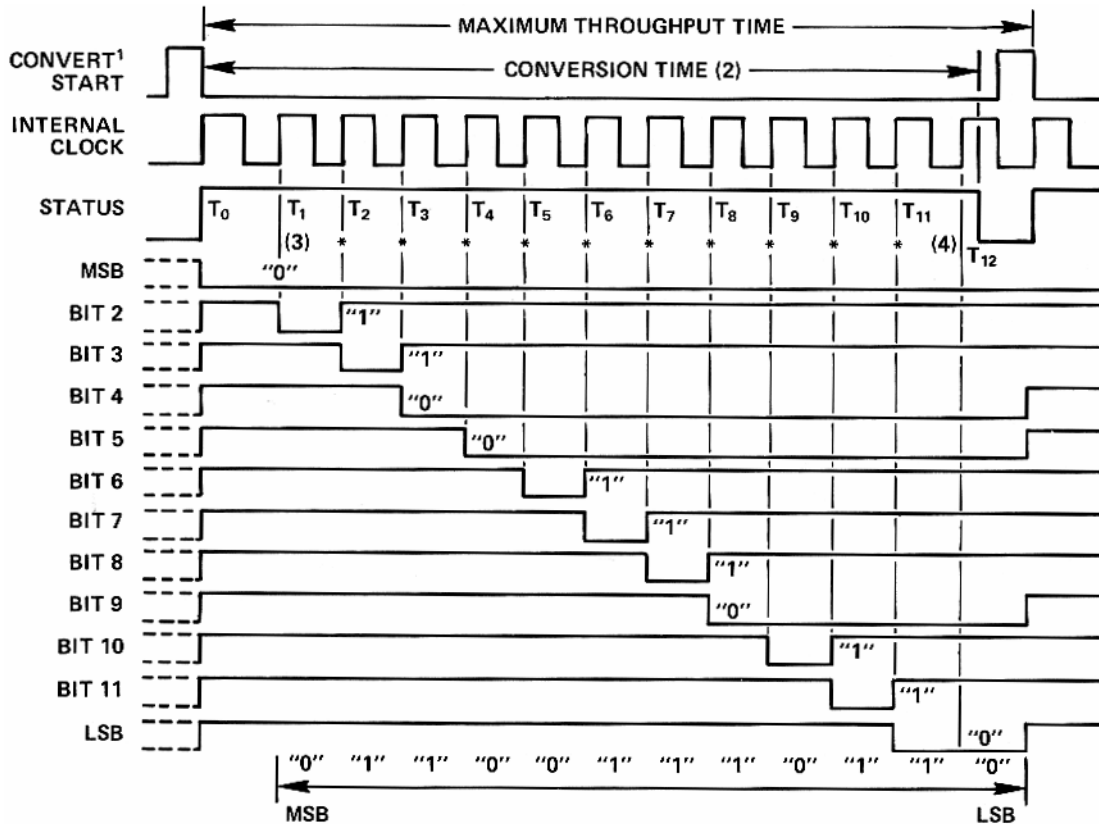 MAXIMUM THROUGHPUT TIME
CONVERT¹
START
CONVERSION TIME (2)
INTERNAL
CLOCK
STATUS
T₀ T₁ T₂ T₃ T₄ T₅ T₆ T₇ T₈ T₉ T₁₀ T₁₁
(3) * * * * * * * * * * (4)
T₁₂
MSB "0"
BIT 2 "1"
BIT 3 "1"
BIT 4 "0"
BIT 5 "0"
BIT 6 "1"
BIT 7 "1"
BIT 8 "1"
BIT 9 "0"
BIT 10 "1"
BIT 11 "1"
LSB "0"
"0" "1" "1" "0" "0" "1" "1" "1" "0" "1" "1" "0"
MSB LSB